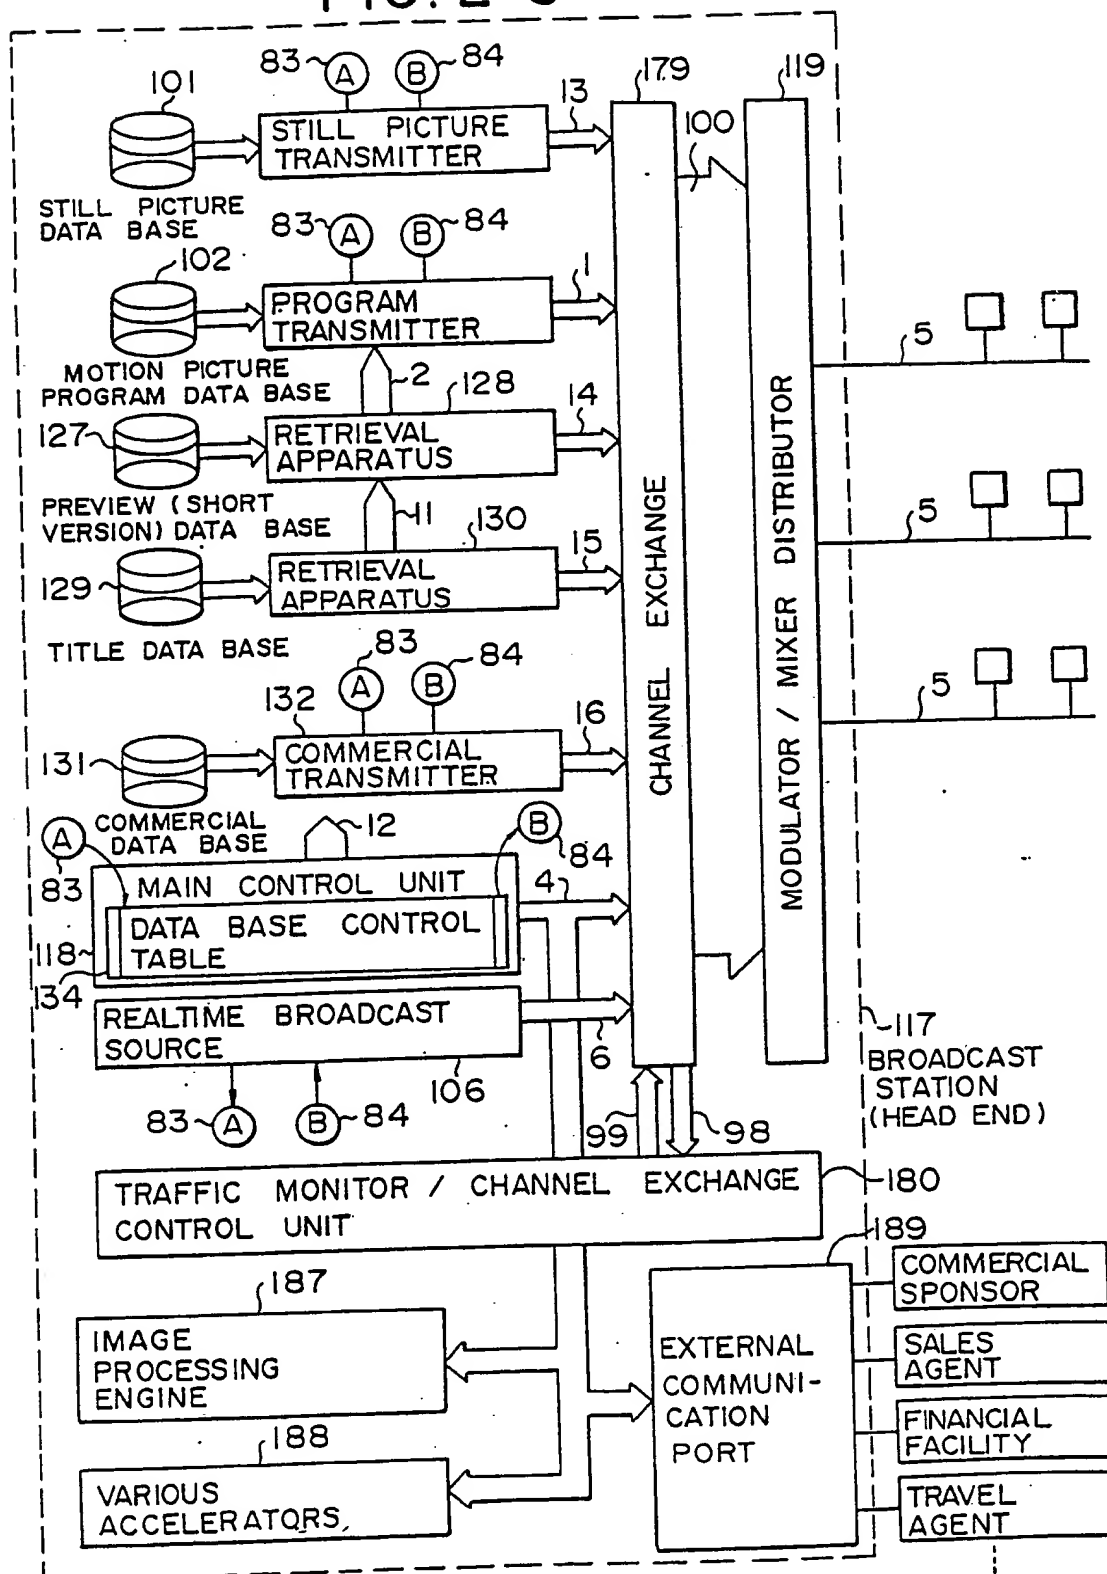 83 A B 84
101
13
179
119
100
STILL PICTURE
TRANSMITTER
STILL PICTURE
DATA BASE
83 A B 84
102
1
PROGRAM
TRANSMITTER
MOTION PICTURE
PROGRAM DATA BASE
2
128
14
127
RETRIEVAL
APPARATUS
PREVIEW (SHORT
VERSION) DATA BASE
11
130
15
129
RETRIEVAL
APPARATUS
TITLE DATA BASE
83 A B 84
132
16
131
COMMERCIAL
TRANSMITTER
COMMERCIAL
DATA BASE
12
A
83
B
84
MAIN CONTROL UNIT
4
DATA BASE CONTROL
TABLE
118
134
REALTIME BROADCAST
SOURCE
6
106
83 A B 84
99
98
CHANNEL EXCHANGE
MODULATOR / MIXER DISTRIBUTOR
5
5
5
117
BROADCAST
STATION
(HEAD END)
TRAFFIC MONITOR / CHANNEL EXCHANGE
CONTROL UNIT
180
187
IMAGE
PROCESSING
ENGINE
188
VARIOUS
ACCELERATORS
189
EXTERNAL
COMMUNI-
CATION
PORT
COMMERCIAL
SPONSOR
SALES
AGENT
FINANCIAL
FACILITY
TRAVEL
AGENT